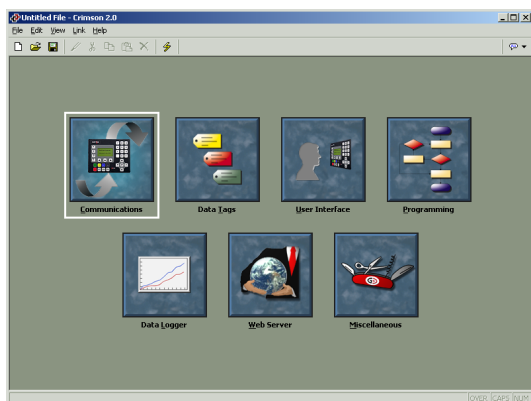 Untitled File - Crimson 2.0
File Edit View Link Help
Communications
Data Tags
User Interface
Programming
Data Logger
Web Server
Miscellaneous
OVER CAPS NUM